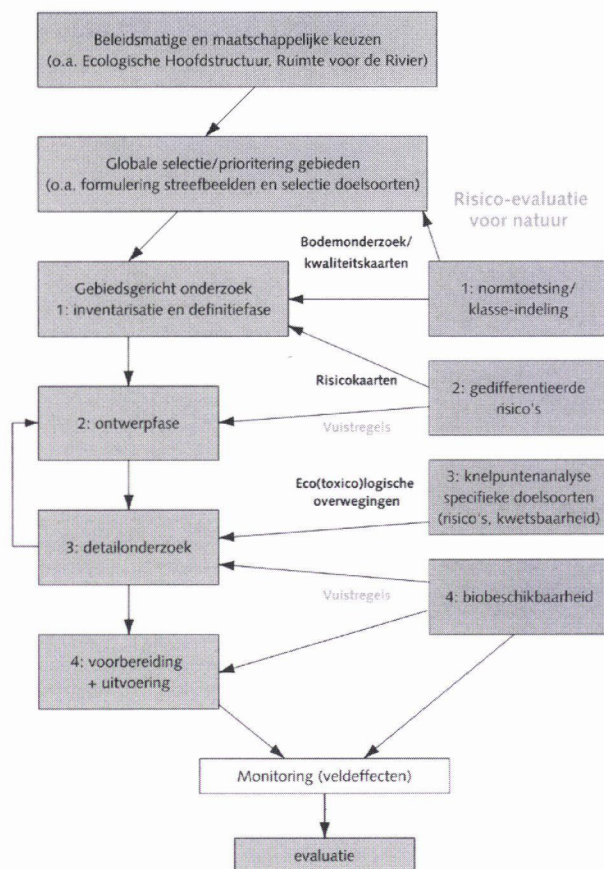 Beleidsmatige en maatschappelijke keuzen
(o.a. Ecologische Hoofdstructuur, Ruimte voor de Rivier)
Globale selectie/prioritering gebieden
(o.a. formulering streefbeelden en selectie doelsoorten)
Risico-evaluatie
voor natuur
Bodemonderzoek/
kwaliteitskaarten
Gebiedsgericht onderzoek
1: inventarisatie en definitiefase
1: normtoetsing/
klasse-indeling
Risicokaarten
2: gedifferentieerde
risico's
2: ontwerpfase
Vuistregels
Eco(toxico)logische
overwegingen
3: knelpuntenanalyse
specifieke doelsoorten
(risico's, kwetsbaarheid)
3: detailonderzoek
Vuistregels
4: biobeschikbaarheid
4: voorbereiding
+ uitvoering
Monitoring (veldeffecten)
evaluatie